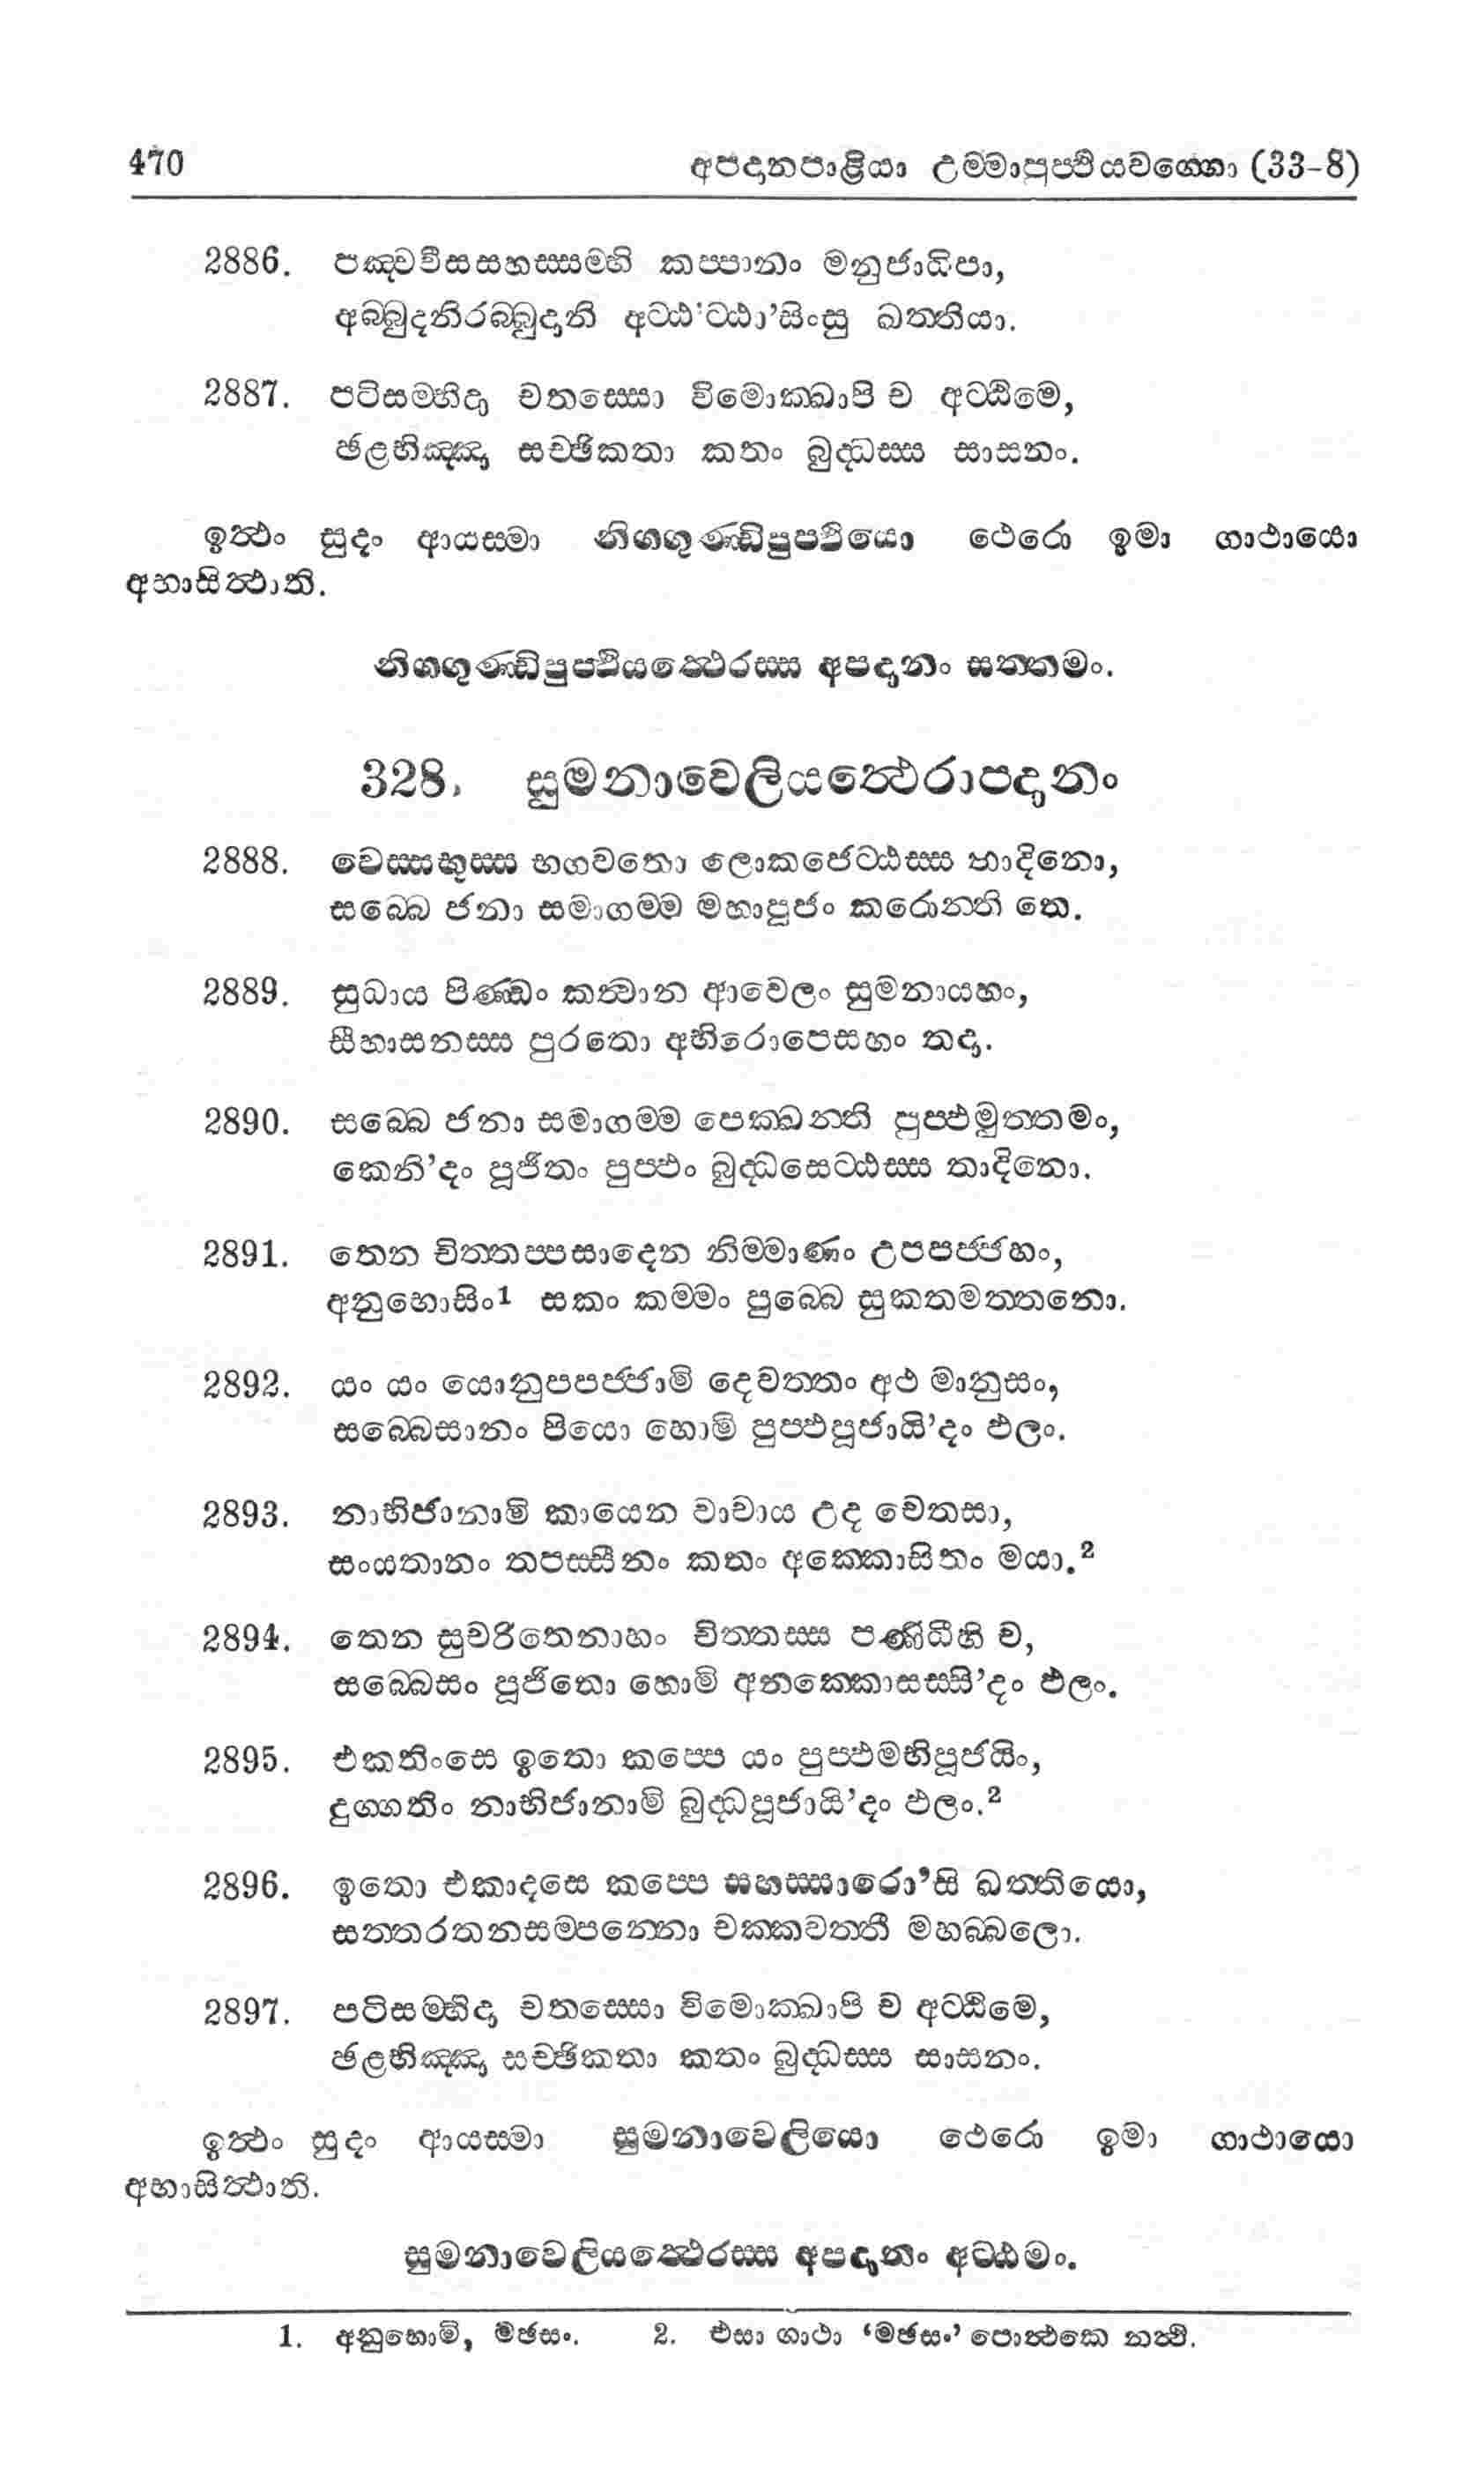 470 අපදානපාළියා උම්මාපුප්ඵියවග්ගො (33-8)
2886. පඤ්චවීසසහස්සම්හි කප්පානං මනුජාධිපා,
අබ්බුදනිරබ්බුදානි අට්ඨ'ට්ඨා'සිංසු ඛත්තියා.
2887. පටිසම්භිදා චතස්සො විමොක්ඛාපි ච අට්ඨිමෙ,
ඡළභිඤ්ඤා සච්ඡිකතා කතං බුද්ධස්ස සාසනං.
ඉත්ථං සුදං ආයස්මා නිග්ගුණ්ඩිපුප්ඵියො ථෙරො ඉමා ගාථායො
අභාසිත්ථාති.
නිග්ගුණ්ඩිපුප්ඵියත්ථෙරස්ස අපදානං සත්තමං.
328. සුමනාවෙලියත්ථෙරාපදානං
2888. වෙස්සභුස්ස භගවතො ලොකජෙට්ඨස්ස තාදිනො,
සබ්බෙ ජනා සමාගම්ම මහාපූජං කරොන්ති තෙ.
2889. සුධාය පිණ්ඩං කත්වාන ආවෙලං සුමනායහං,
සීහාසනස්ස පුරතො අභිරොපෙසහං තදා.
2890. සබ්බෙ ජනා සමාගම්ම පෙක්ඛන්ති පුප්ඵමුත්තමං,
කෙනි'දං පූජිතං පුප්ඵං බුද්ධසෙට්ඨස්ස තාදිනො.
2891. තෙන චිත්තප්පසාදෙන නිම්මාණං උපපජ්ජහං,
අනුහොසිං¹ සකං කම්මං පුබ්බෙ සුකතමත්තනො.
2892. යං යං යොනුපපජ්ජාමි දෙවත්තං අථ මානුසං,
සබ්බෙසානං පියො හොමි පුප්ඵපූජායි'දං ඵලං.
2893. නාභිජානාමි කායෙන වාචාය උද චෙතසා,
සංයතානං තපස්සීනං කතං අක්කොසිතං මයා.²
2894. තෙන සුචරිතෙනාහං චිත්තස්ස පණිධීහි ච,
සබ්බෙසං පූජිතො හොමි අනක්කොසස්සි'දං ඵලං.
2895. එකතිංසෙ ඉතො කප්පෙ යං පුප්ඵමභිපූජයිං,
දුග්ගතිං නාභිජානාමි බුද්ධපූජායි'දං ඵලං.²
2896. ඉතො එකාදසෙ කප්පෙ සහස්සාරො'සි ඛත්තියො,
සත්තරතනසම්පන්නො චක්කවත්තී මහබ්බලො.
2897. පටිසම්භිදා චතස්සො විමොක්ඛාපි ච අට්ඨිමෙ,
ඡළභිඤ්ඤා සච්ඡිකතා කතං බුද්ධස්ස සාසනං.
ඉත්ථං සුදං ආයස්මා සුමනාවෙලියො ථෙරො ඉමා ගාථායො
අභාසිත්ථාති.
සුමනාවෙලියත්ථෙරස්ස අපදානං අට්ඨමං.
1. අනුහොමි, මඡසං. 2. එසා ගාථා ‘මඡසං’ පොත්ථකෙ නත්ථි.